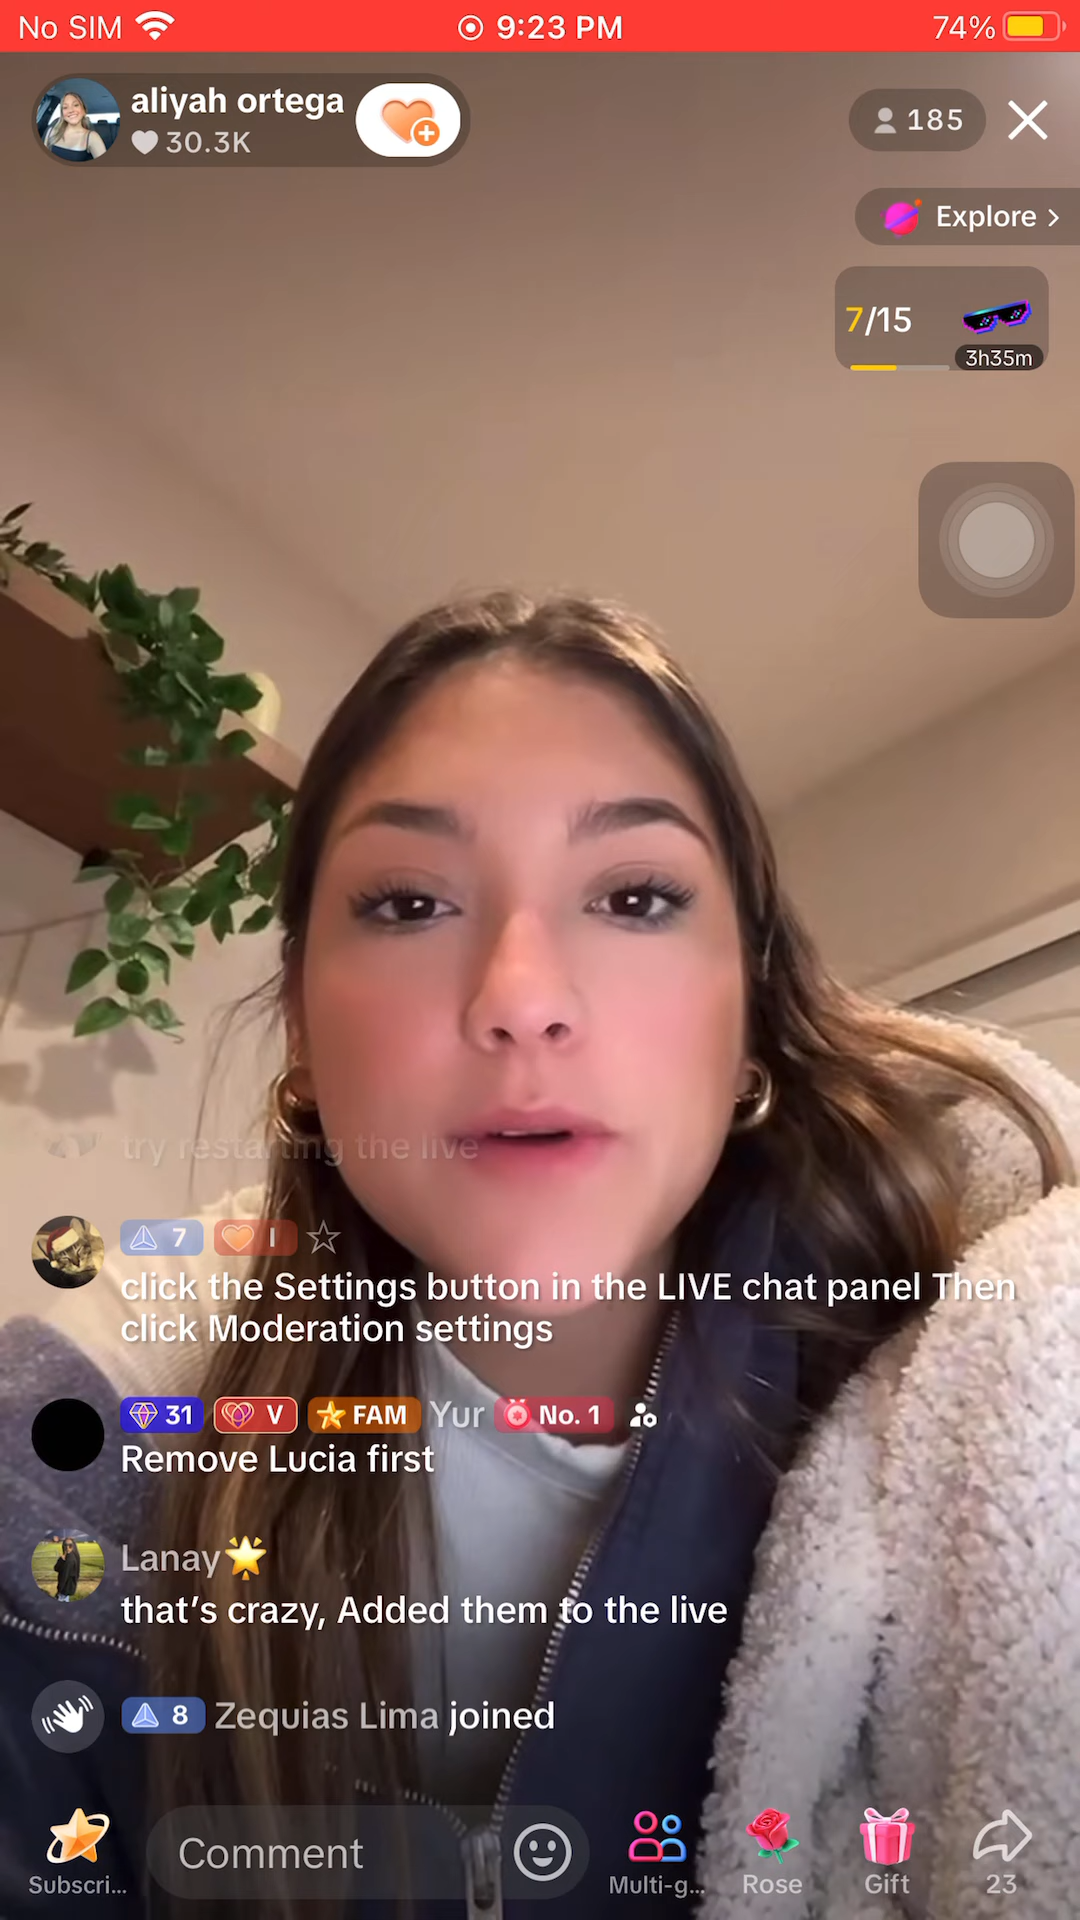 No SIM 9:23 PM 74%
aliyah ortega
30.3K
185
Explore >
7/15
3h35m
try restarting the live
7 I
click the Settings button in the LIVE chat panel Then
click Moderation settings
31 V FAM Yur No. 1
Remove Lucia first
Lanay
that's crazy, Added them to the live
8 Zequias Lima joined
Comment
Subscri... Multi-g... Rose Gift 23